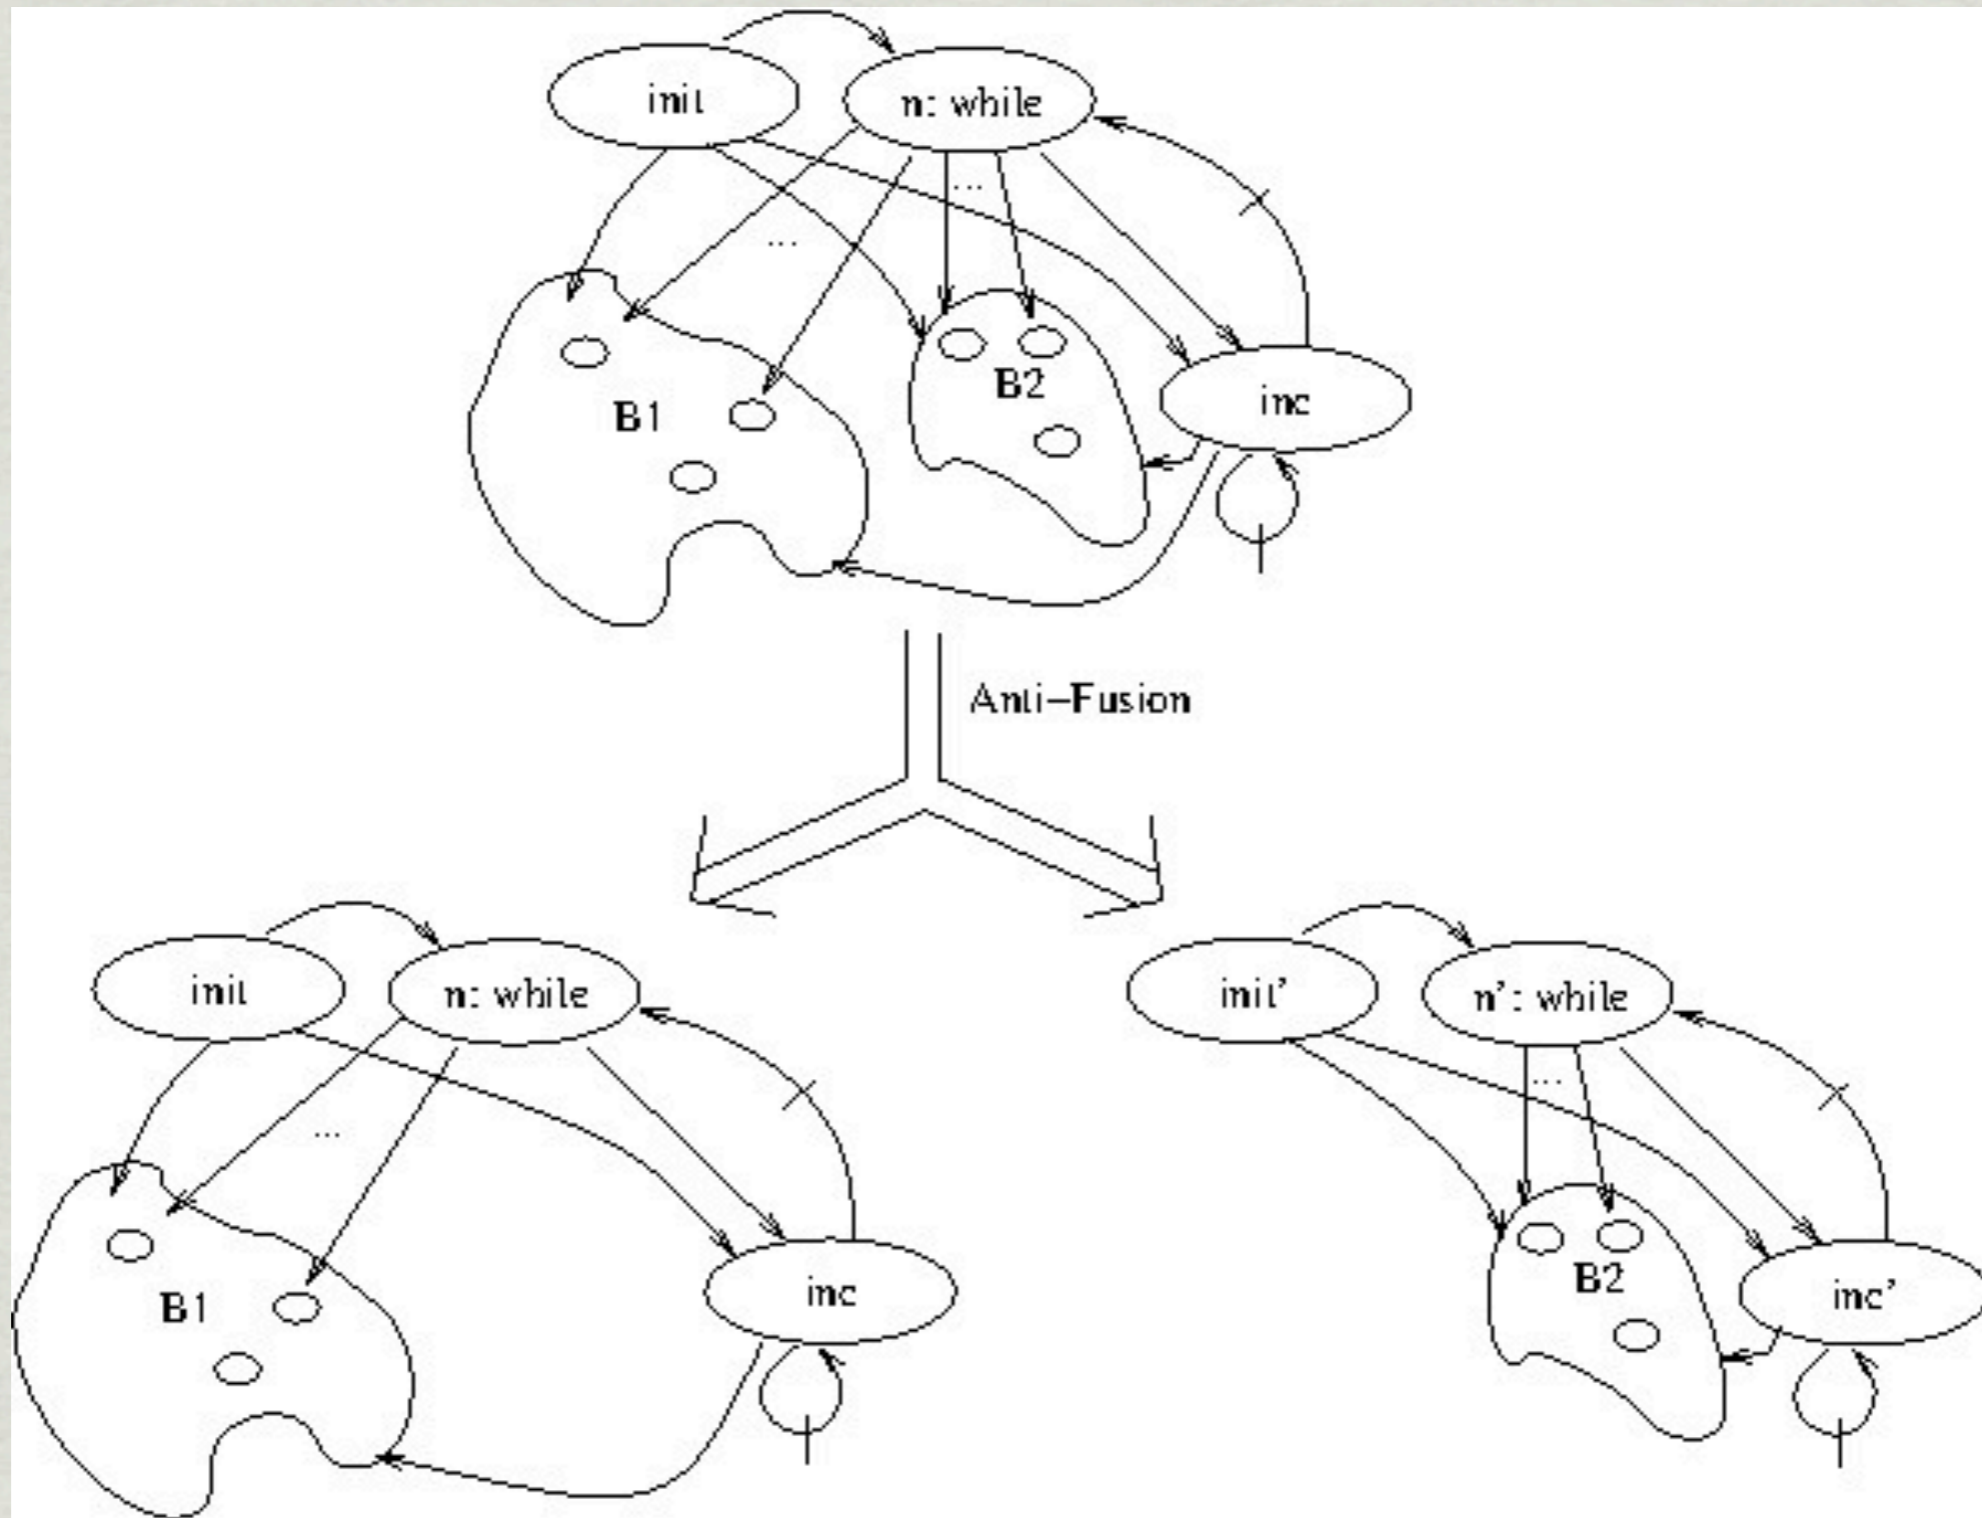 init
n: while
...
...
B2
B1
inc
Anti–Fusion
init
n: while
...
B1
inc
init'
n': while
...
B2
inc'